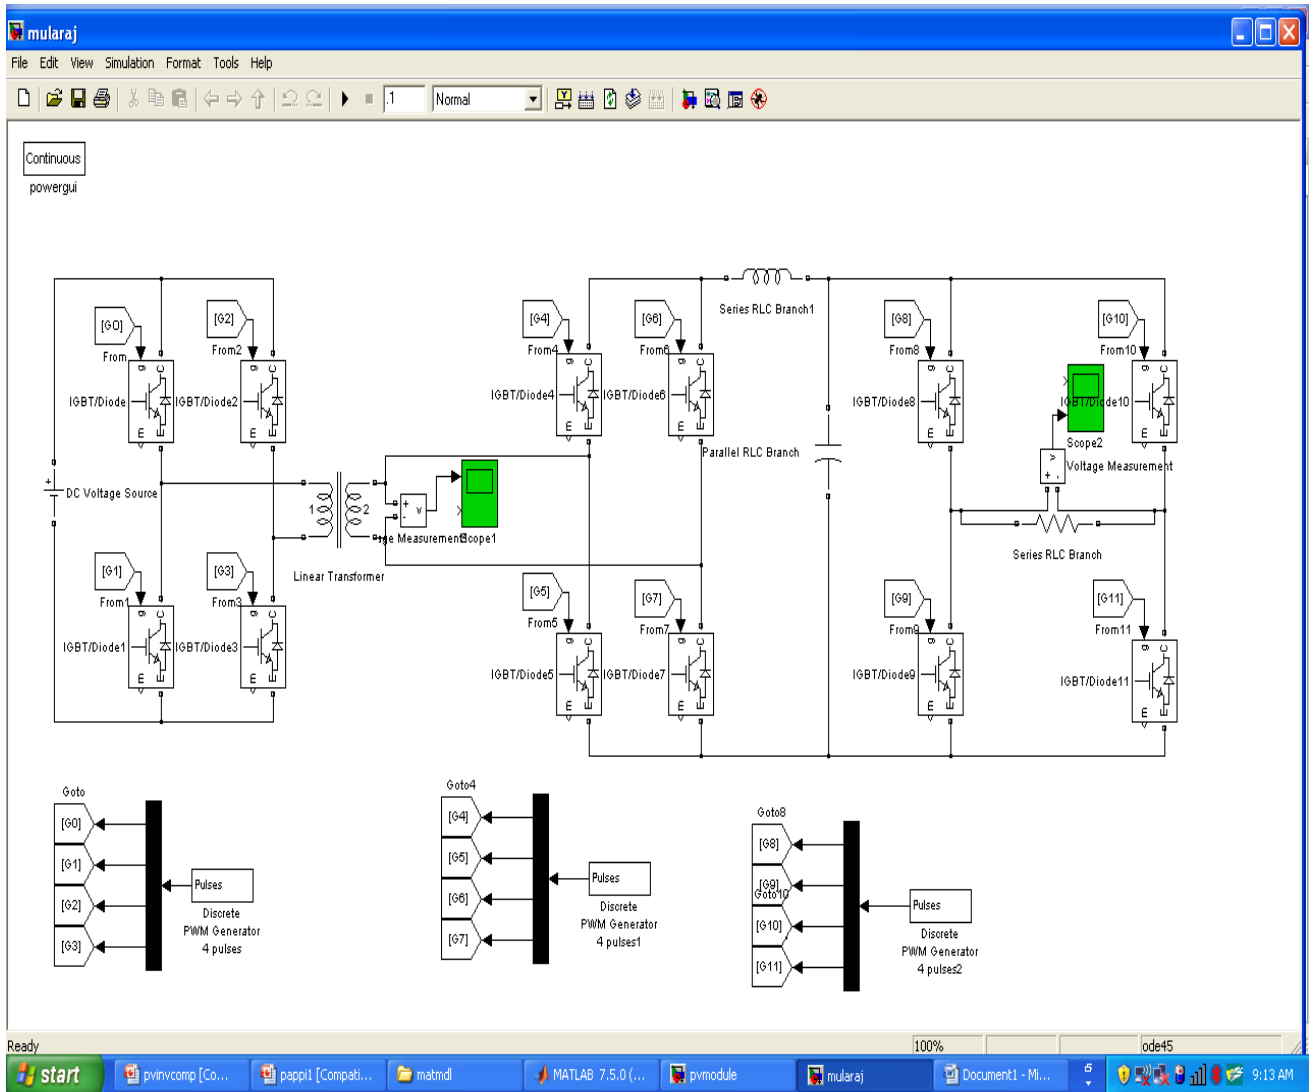 mularaj
File Edit View Simulation Format Tools Help
.1 Normal
Continuous
powergui
[G0] [G2] [G4] [G6] Series RLC Branch1 [G8] [G10]
From From2 From4 From6 From8 From10
IGBT/Diode IGBT/Diode2 IGBT/Diode4 IGBT/Diode6 IGBT/Diode8 IGBT/Diode10
Scope2
DC Voltage Source Parallel RLC Branch Voltage Measurement
1 2
ge Measurement Scope1
Linear Transformer Series RLC Branch
[G1] [G3] [G5] [G7] [G9] [G11]
From1 From3 From5 From7 From9 From11
IGBT/Diode1 IGBT/Diode3 IGBT/Diode5 IGBT/Diode7 IGBT/Diode9 IGBT/Diode11
Goto Goto4 Goto8
[G0] [G4] [G8]
[G1] [G5] [G9]
Goto10
[G2] [G6] [G10]
[G3] [G7] [G11]
Pulses Pulses Pulses
Discrete Discrete Discrete
PWM Generator PWM Generator PWM Generator
4 pulses 4 pulses1 4 pulses2
Ready 100% ode45
start pvinvcomp [Co... pappi1 [Compati... matmdl MATLAB 7.5.0 (... pvmodule mularaj Document1 - Mi... 5 9:13 AM